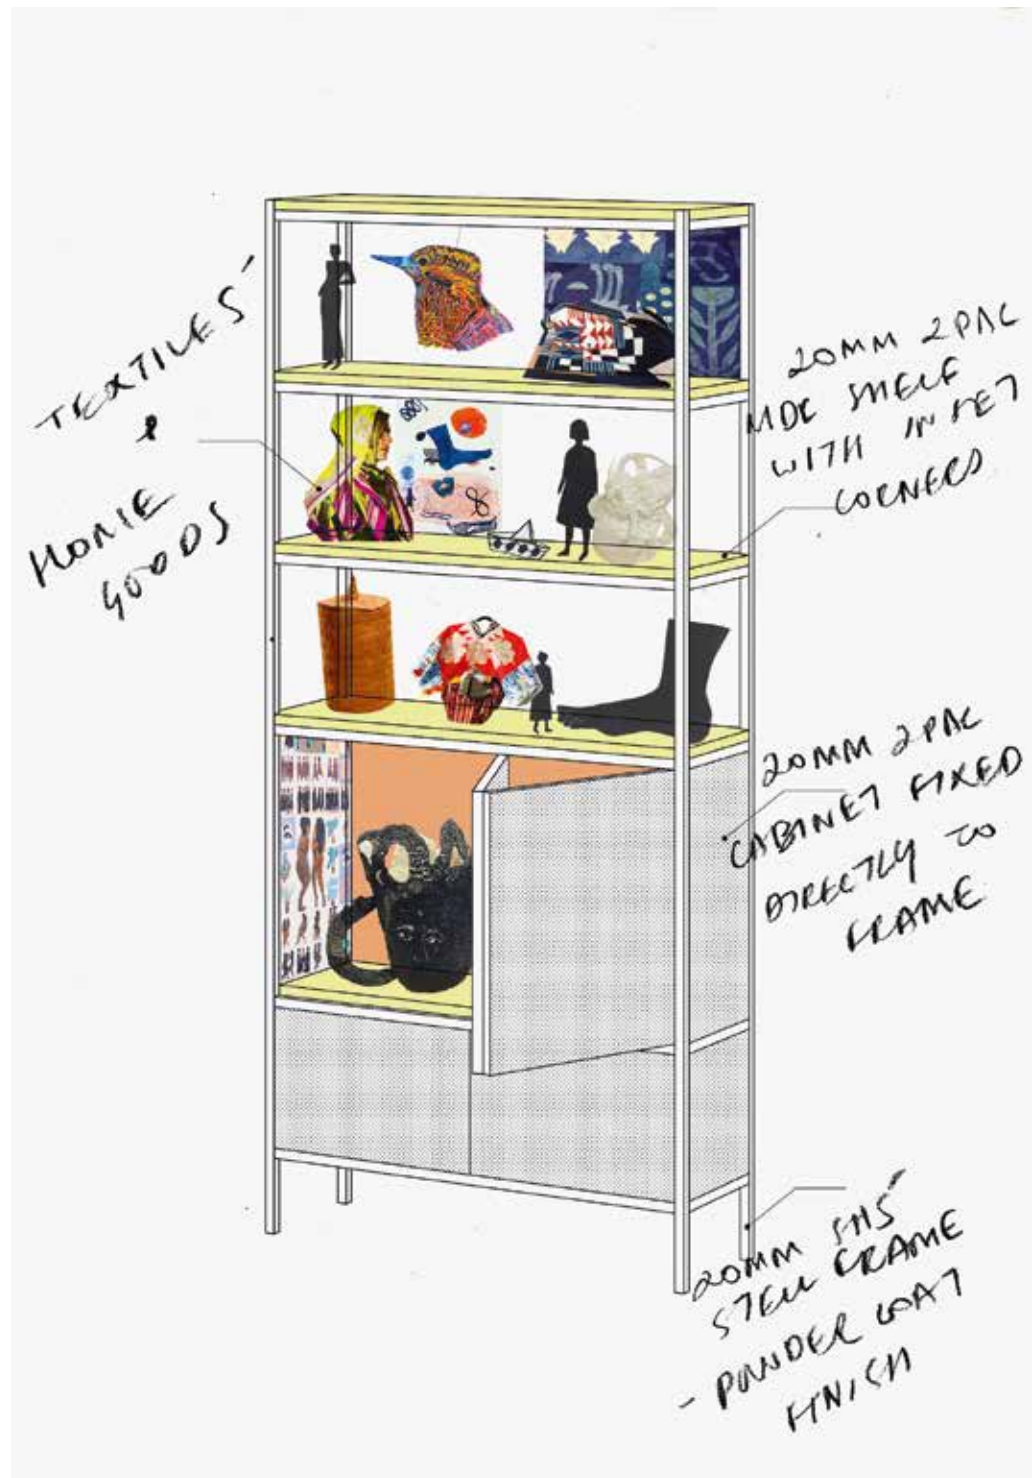 TEXTILES
&
HOME
GOODS
20MM 2PAC
MDF SHELF
WITH INSET
CORNERS
20MM 2PAC
CABINET FIXED
DIRECTLY TO
FRAME
20MM SHS
STEEL FRAME
- POWDER COAT
FINISH